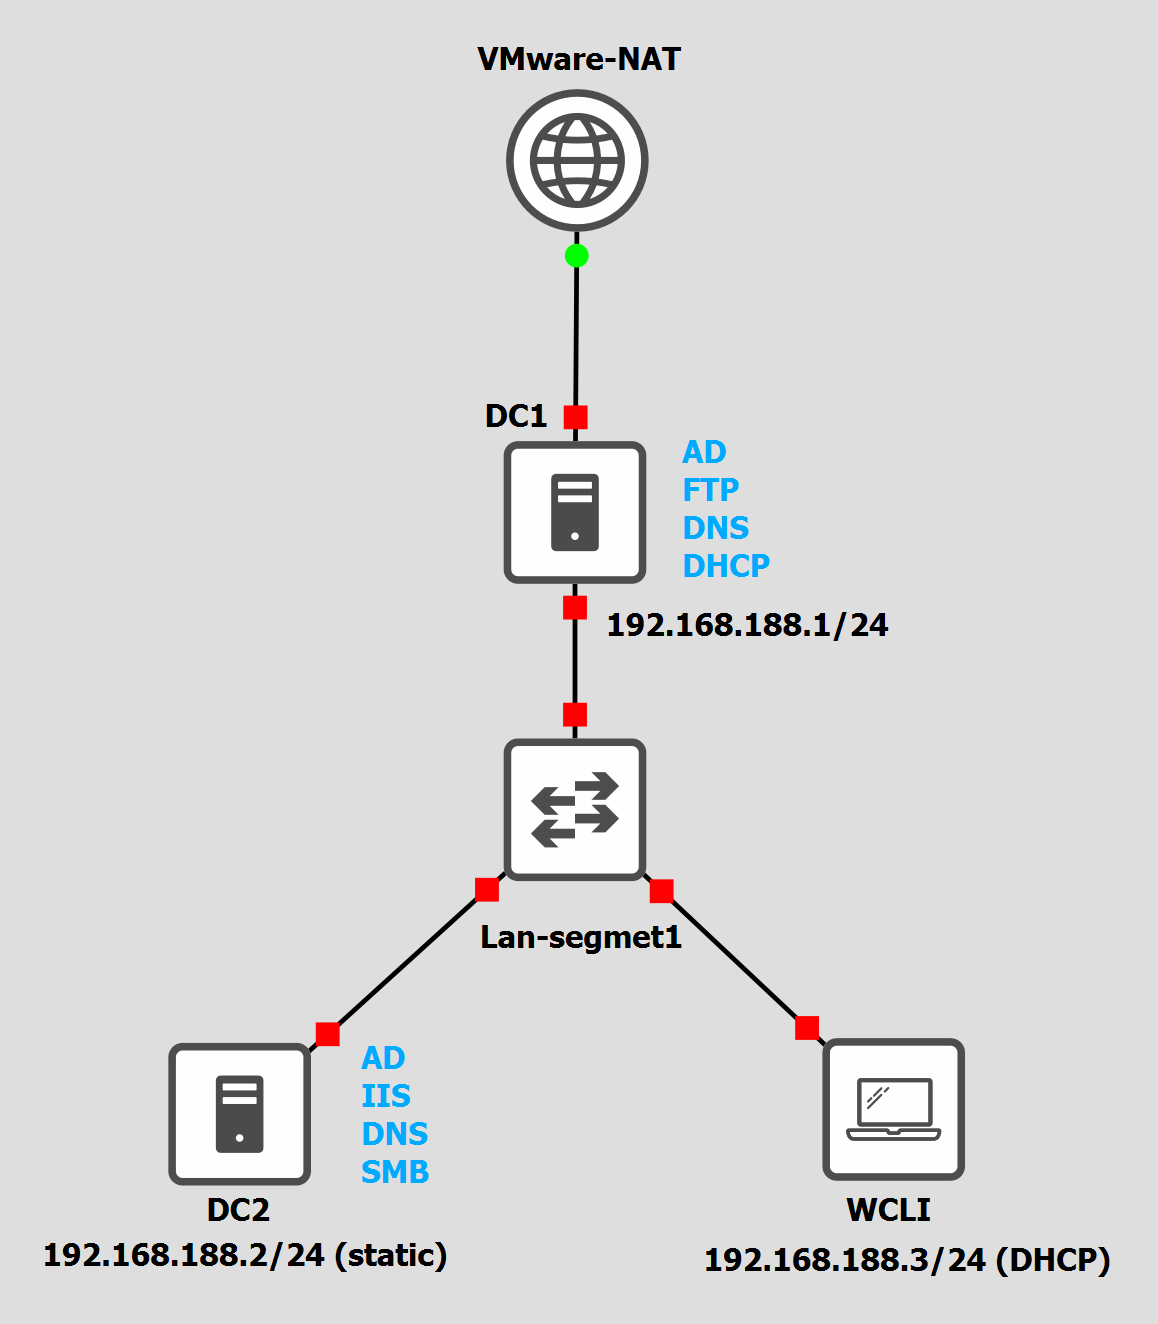 VMware-NAT
DC1
AD
FTP
DNS
DHCP
192.168.188.1/24
Lan-segmet1
AD
IIS
DNS
SMB
DC2
192.168.188.2/24 (static)
WCLI
192.168.188.3/24 (DHCP)